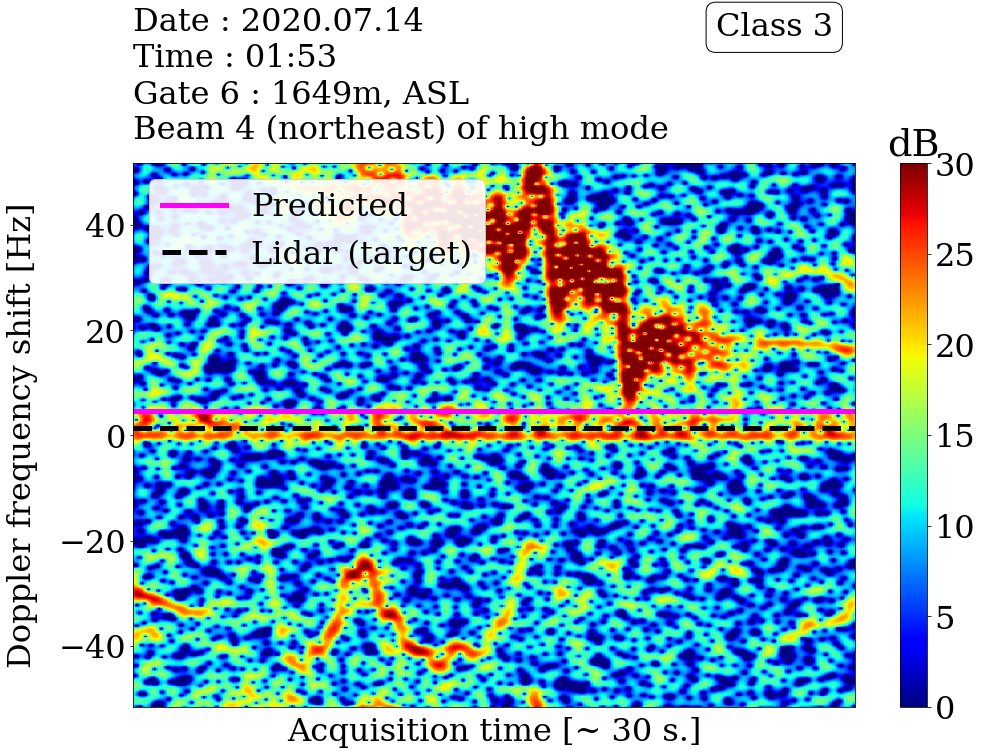 Date : 2020.07.14
Time : 01:53
Gate 6 : 1649m, ASL
Beam 4 (northeast) of high mode
Class 3
dB
Predicted
Lidar (target)
40
20
0
−20
−40
Doppler frequency shift [Hz]
Acquisition time [~ 30 s.]
30
25
20
15
10
5
0